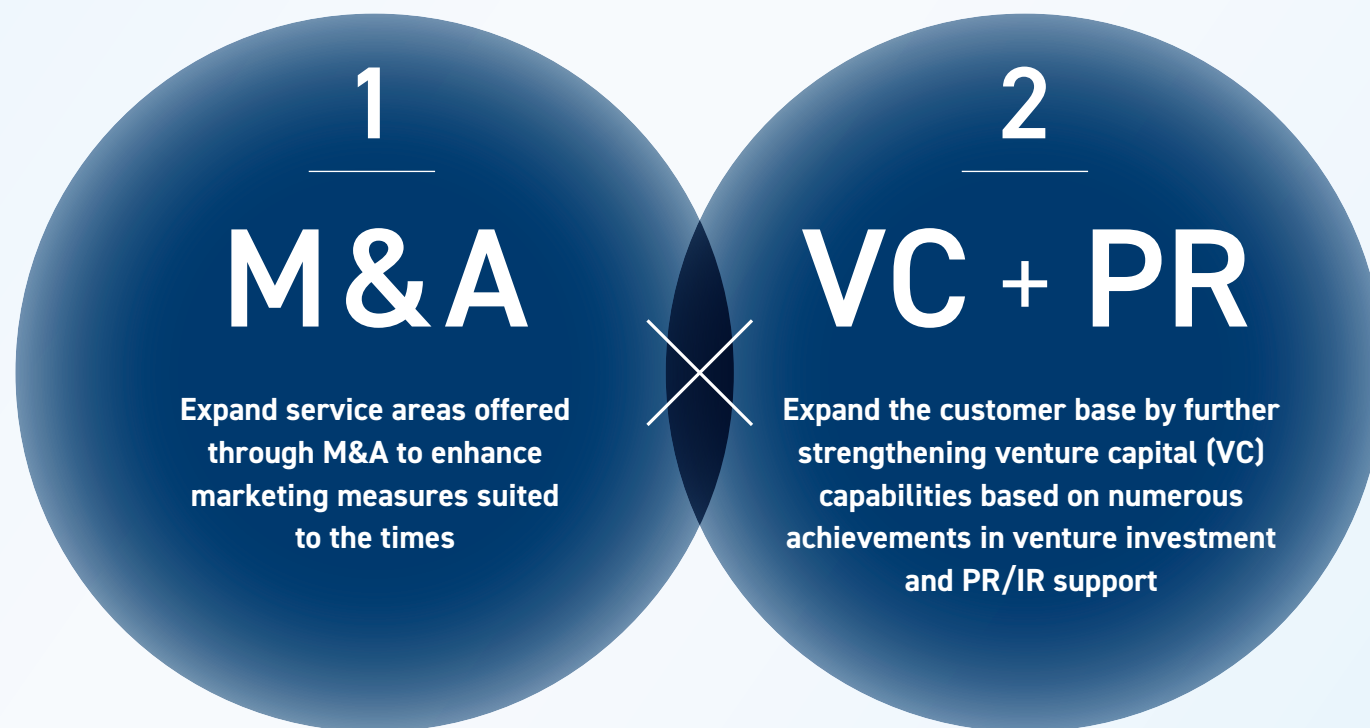 1
M&A
Expand service areas offered
through M&A to enhance
marketing measures suited
to the times
2
VC + PR
Expand the customer base by further
strengthening venture capital (VC)
capabilities based on numerous
achievements in venture investment
and PR/IR support